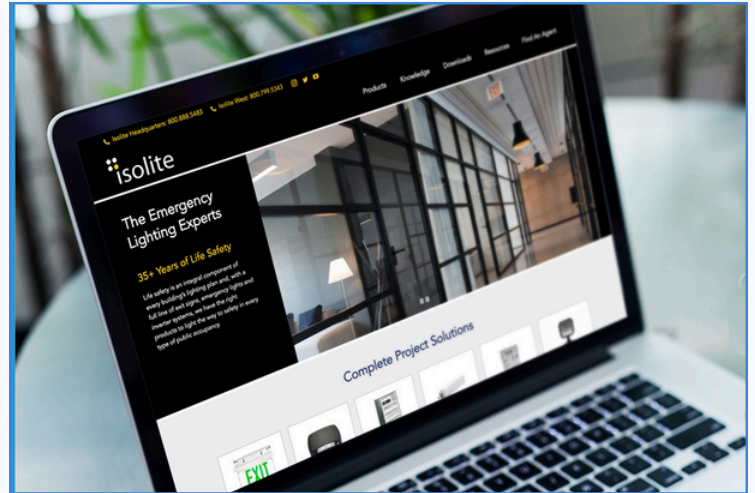 Isolite Headquarters: 800.888.5483 Isolite West: 800.799.5343
Products Knowledge Downloads Resources Find An Agent
isolite
The Emergency
Lighting Experts
35+ Years of Life Safety
Life safety is an integral component of
every building's lighting plan and, with a
full line of exit signs, emergency lights and
inverter systems, we have the right
products to light the way to safety in every
type of public occupancy.
EXIT
Complete Project Solutions
EXIT